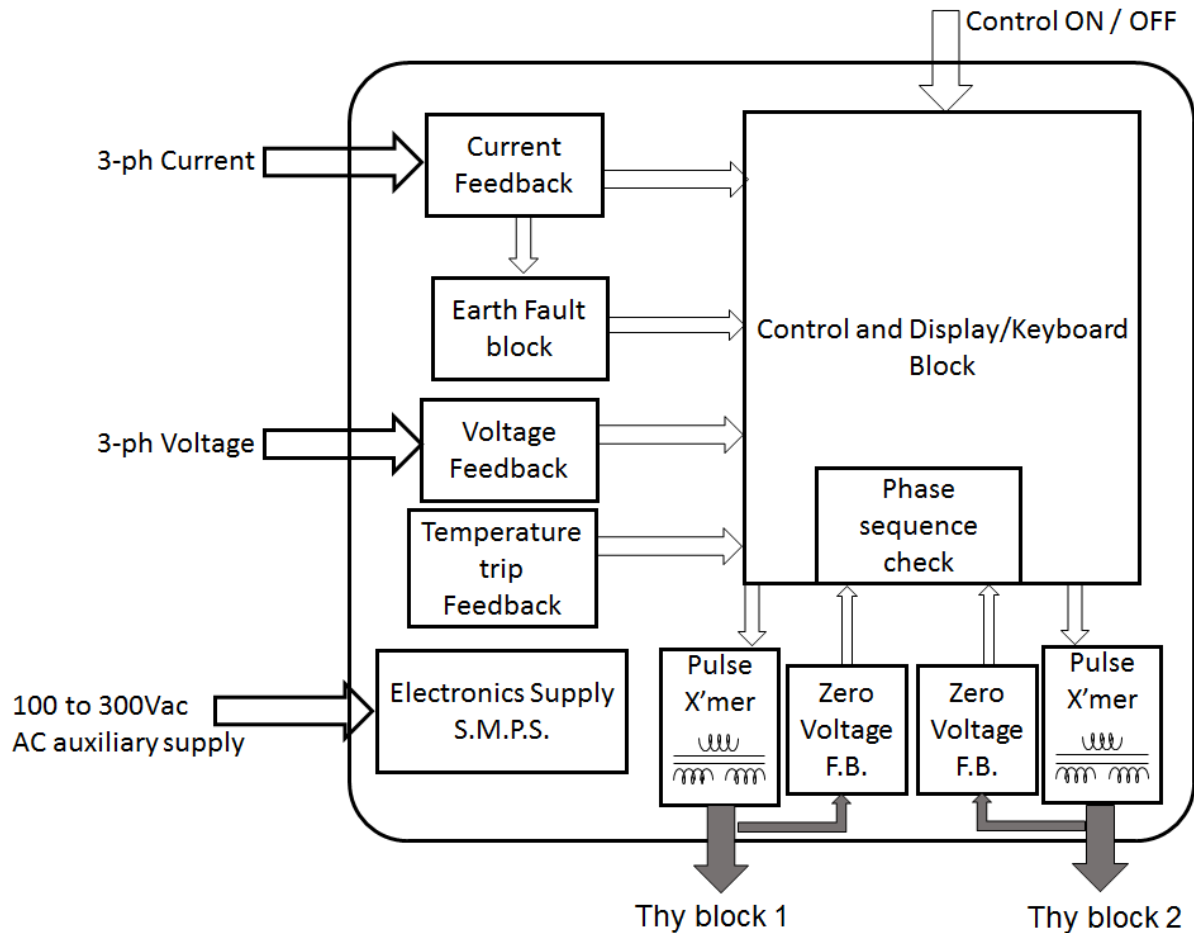 Control ON / OFF
3-ph Current
Current
Feedback
Earth Fault
block
Control and Display/Keyboard
Block
3-ph Voltage
Voltage
Feedback
Phase
sequence
check
Temperature
trip
Feedback
100 to 300Vac
AC auxiliary supply
Electronics Supply
S.M.P.S.
Pulse
X'mer
Zero
Voltage
F.B.
Zero
Voltage
F.B.
Pulse
X'mer
Thy block 1
Thy block 2